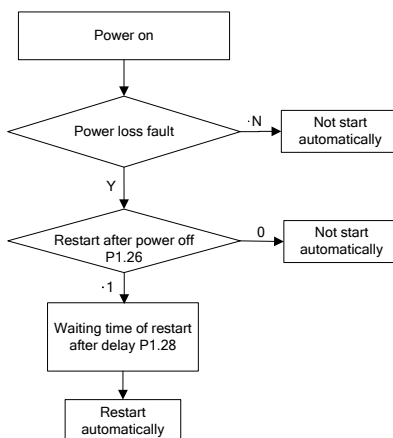 Power on
Power loss fault
·N
Not start
automatically
Y
Restart after power off
P1.26
0
Not start
automatically
·1
Waiting time of restart
after delay P1.28
Restart
automatically